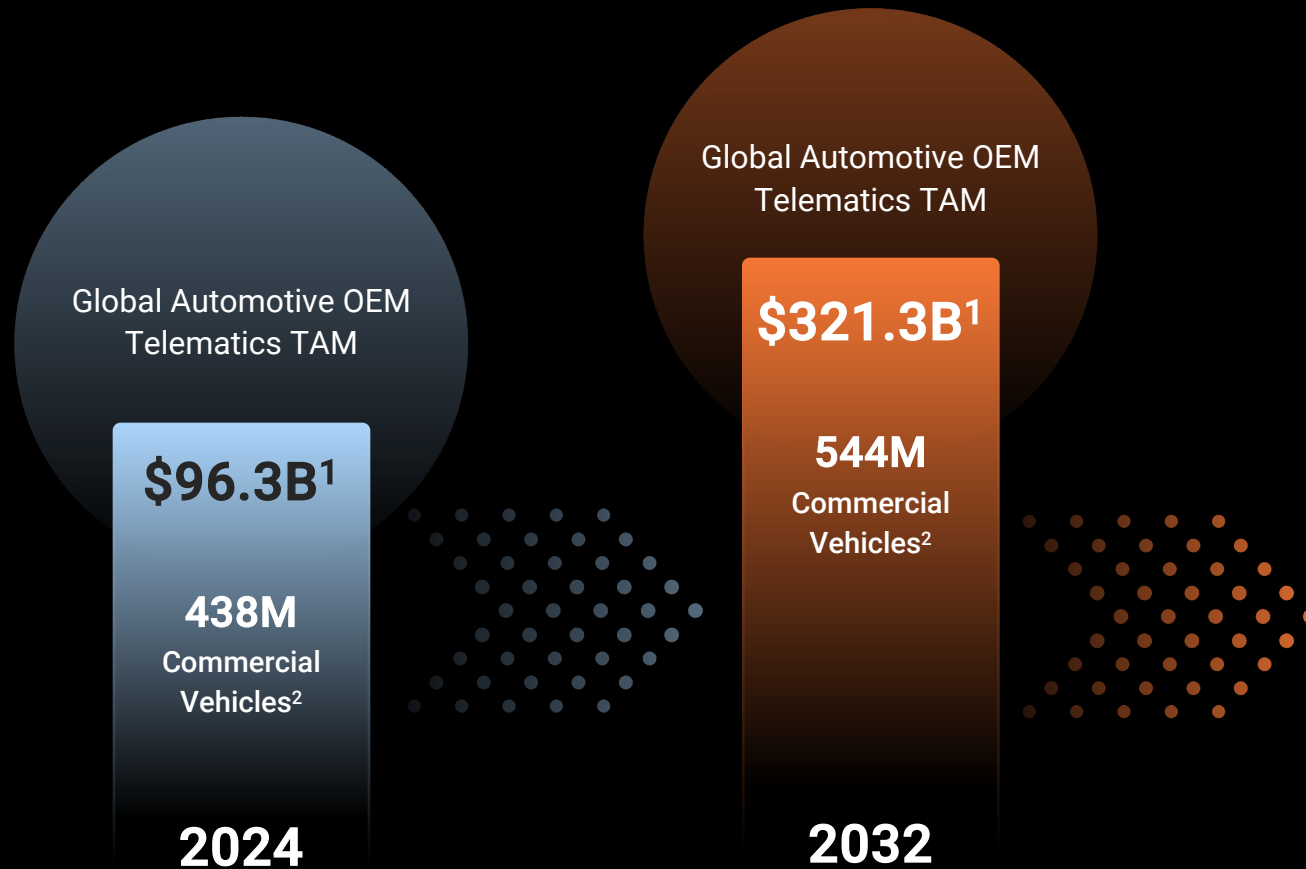 Global Automotive OEM
Telematics TAM
$96.3B¹
438M
Commercial
Vehicles²
2024
Global Automotive OEM
Telematics TAM
$321.3B¹
544M
Commercial
Vehicles²
2032